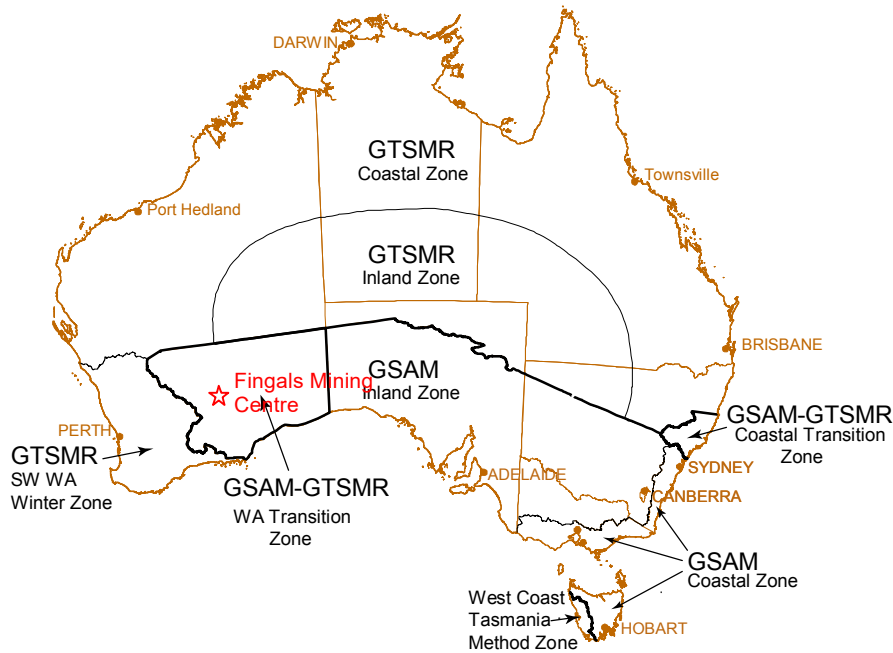 DARWIN
GTSMR
Coastal Zone
Townsville
Port Hedland
GTSMR
Inland Zone
BRISBANE
GSAM
Inland Zone
Fingals Mining
Centre
GSAM-GTSMR
Coastal Transition
Zone
PERTH
GTSMR
SW WA
Winter Zone
SYDNEY
ADELAIDE
GSAM-GTSMR
WA Transition
Zone
CANBERRA
GSAM
Coastal Zone
West Coast
Tasmania
Method Zone
HOBART